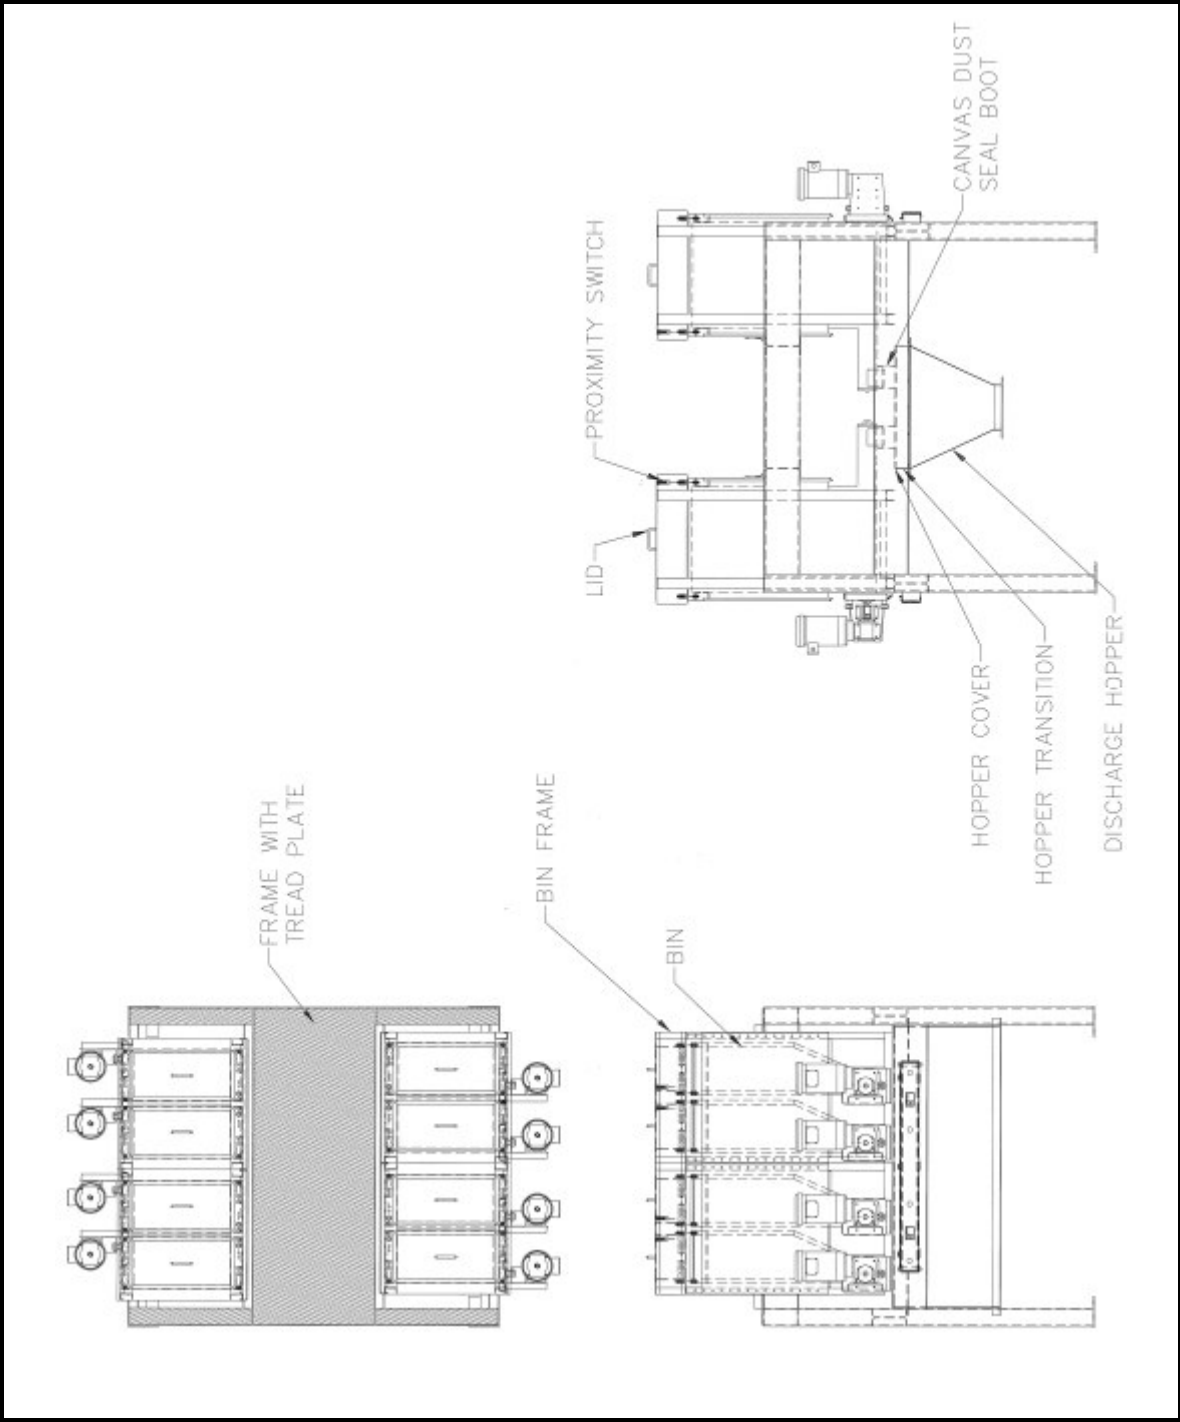 FRAME WITH
TREAD PLATE
BIN FRAME
BIN
LID
PROXIMITY SWITCH
CANVAS DUST
SEAL BOOT
HOPPER COVER
HOPPER TRANSITION
DISCHARGE HOPPER